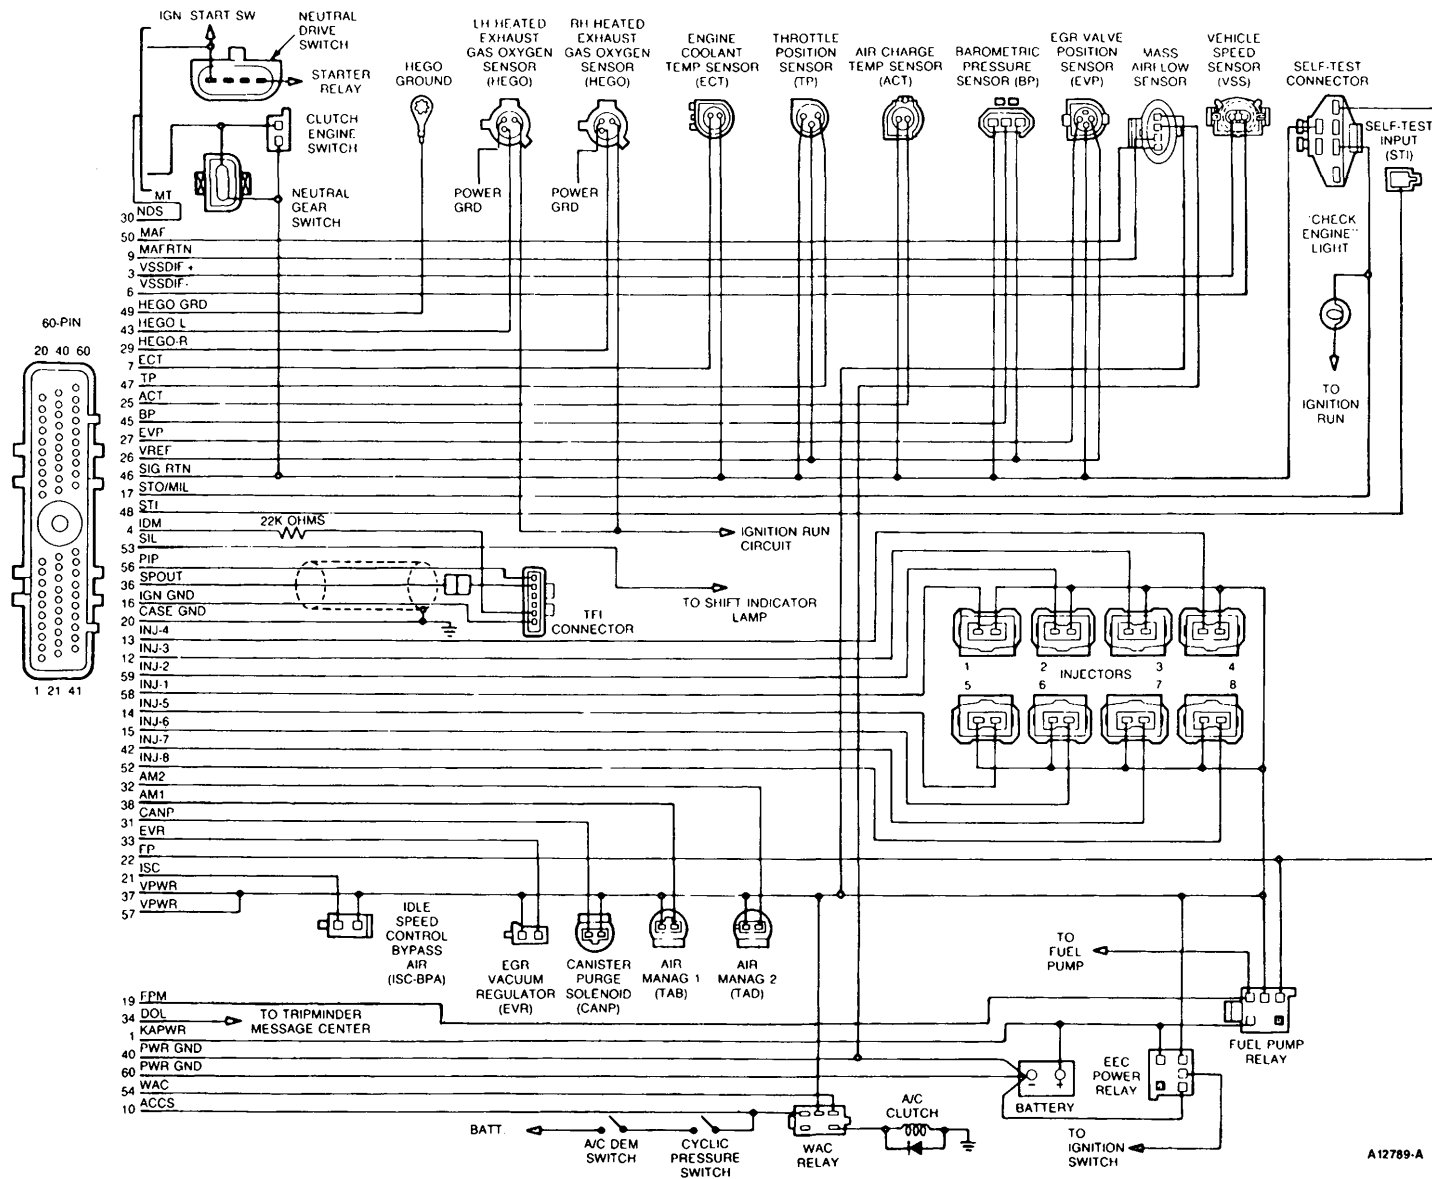 IGN START SW
NEUTRAL
DRIVE
SWITCH
STARTER
RELAY
CLUTCH
ENGINE
SWITCH
NEUTRAL
GEAR
SWITCH
MT
HEGO
GROUND
LH HEATED
EXHAUST
GAS OXYGEN
SENSOR
(HEGO)
POWER
GRD
RH HEATED
EXHAUST
GAS OXYGEN
SENSOR
(HEGO)
POWER
GRD
ENGINE
COOLANT
TEMP SENSOR
(ECT)
THROTTLE
POSITION
SENSOR
(TP)
AIR CHARGE
TEMP SENSOR
(ACT)
BAROMETRIC
PRESSURE
SENSOR (BP)
EGR VALVE
POSITION
SENSOR
(EVP)
MASS
AIRFLOW
SENSOR
VEHICLE
SPEED
SENSOR
(VSS)
SELF-TEST
CONNECTOR
SELF-TEST
INPUT
(STI)
"CHECK
ENGINE"
LIGHT
TO
IGNITION
RUN
60-PIN
20 40 60
1 21 41
30 NDS
50 MAF
9 MAFRTN
3 VSSDIF +
6 VSSDIF-
49 HEGO GRD
43 HEGO L
29 HEGO-R
7 ECT
47 TP
25 ACT
45 BP
27 EVP
26 VREF
46 SIG RTN
17 STO/MIL
48 STI
4 IDM
53 SIL
56 PIP
36 SPOUT
16 IGN GND
20 CASE GND
13 INJ-4
12 INJ-3
59 INJ-2
58 INJ-1
14 INJ-5
15 INJ-6
42 INJ-7
52 INJ-8
32 AM2
38 AM1
31 CANP
33 EVR
22 FP
21 ISC
37 VPWR
57 VPWR
22K OHMS
TFI
CONNECTOR
IGNITION RUN
CIRCUIT
TO SHIFT INDICATOR
LAMP
1 2 3 4
INJECTORS
5 6 7 8
IDLE
SPEED
CONTROL
BYPASS
AIR
(ISC-BPA)
EGR
VACUUM
REGULATOR
(EVR)
CANISTER
PURGE
SOLENOID
(CANP)
AIR
MANAG 1
(TAB)
AIR
MANAG 2
(TAD)
TO
FUEL
PUMP
19 FPM
34 DOL
1 KAPWR
40 PWR GND
60 PWR GND
54 WAC
10 ACCS
TO TRIPMINDER
MESSAGE CENTER
FUEL PUMP
RELAY
EEC
POWER
RELAY
- +
BATTERY
TO
IGNITION
SWITCH
BATT.
A/C DEM
SWITCH
CYCLIC
PRESSURE
SWITCH
WAC
RELAY
A/C
CLUTCH
A12789-A